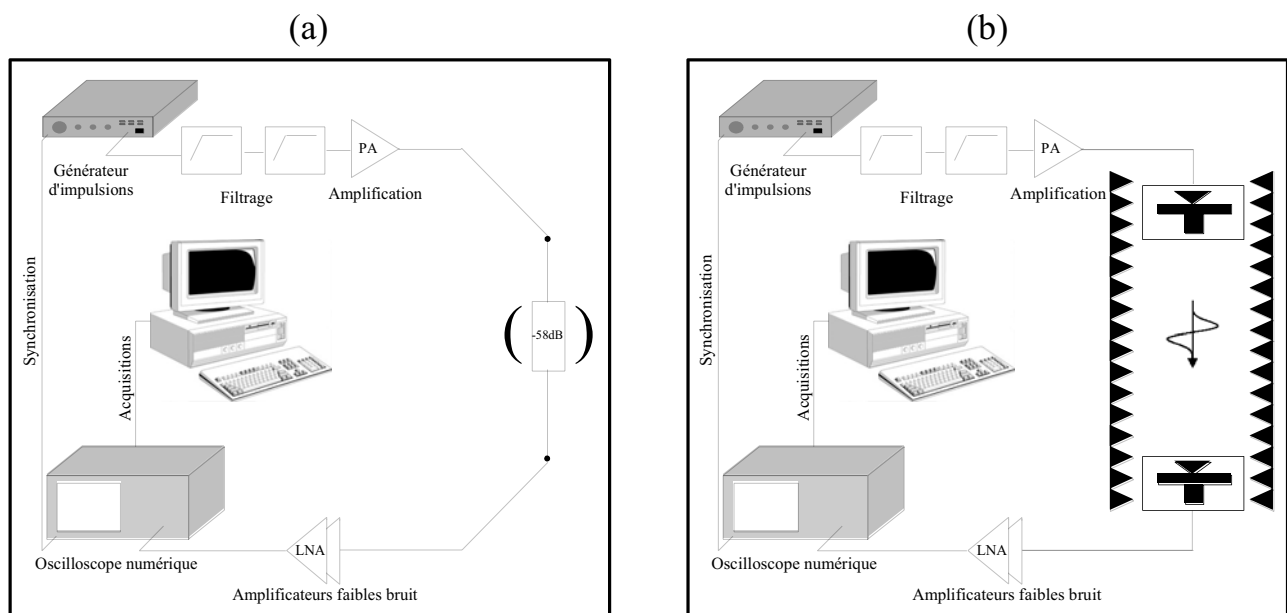 (a)
Générateur
d'impulsions
Filtrage
PA
Amplification
Synchronisation
Acquisitions
( -58dB )
Oscilloscope numérique
LNA
Amplificateurs faibles bruit
(b)
Générateur
d'impulsions
Filtrage
PA
Amplification
Synchronisation
Acquisitions
Oscilloscope numérique
LNA
Amplificateurs faibles bruit